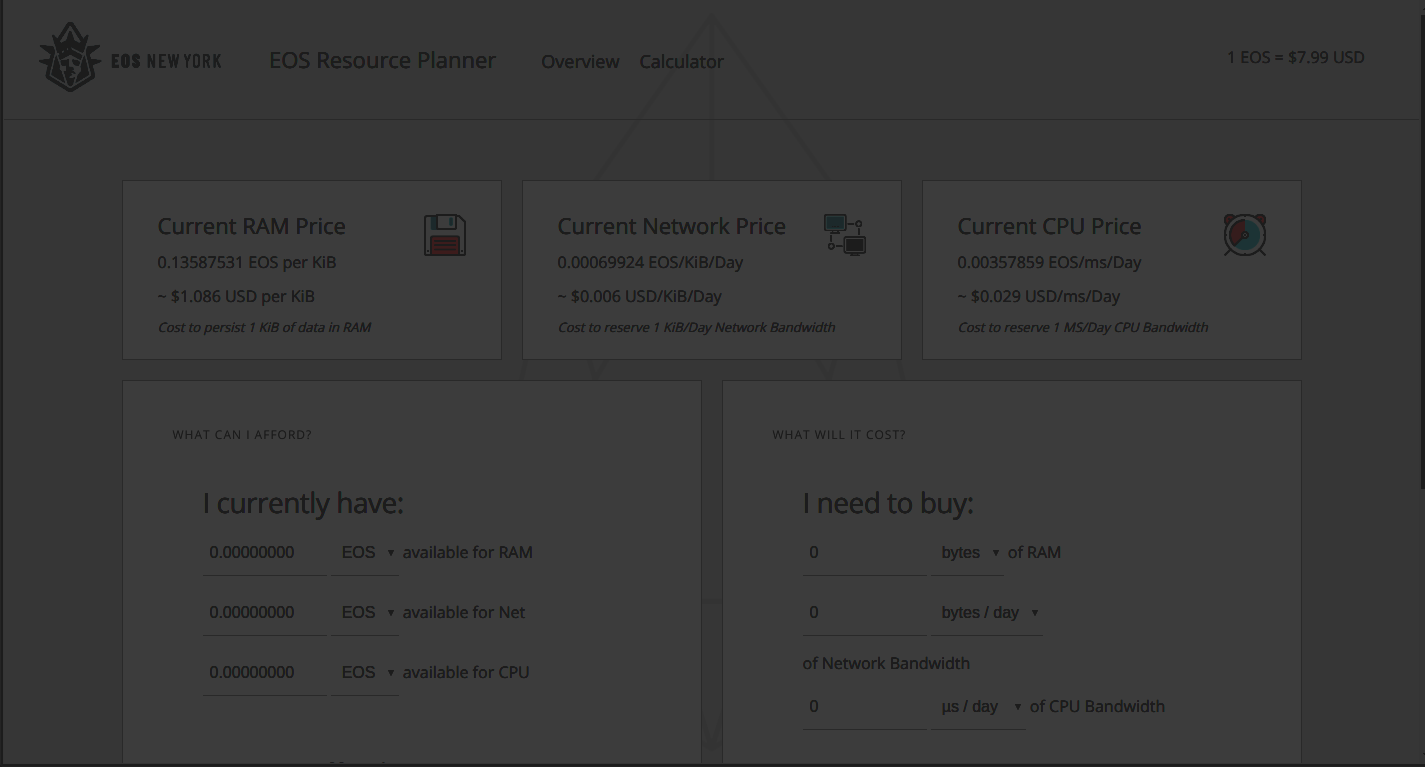 EOS NEW YORK
EOS Resource Planner
Overview
Calculator
1 EOS = $7.99 USD
Current RAM Price
0.13587531 EOS per KiB
~ $1.086 USD per KiB
Cost to persist 1 KiB of data in RAM
Current Network Price
0.00069924 EOS/KiB/Day
~ $0.006 USD/KiB/Day
Cost to reserve 1 KiB/Day Network Bandwidth
Current CPU Price
0.00357859 EOS/ms/Day
~ $0.029 USD/ms/Day
Cost to reserve 1 MS/Day CPU Bandwidth
WHAT CAN I AFFORD?
I currently have:
0.00000000 EOS available for RAM
0.00000000 EOS available for Net
0.00000000 EOS available for CPU
WHAT WILL IT COST?
I need to buy:
0 bytes of RAM
0 bytes / day
of Network Bandwidth
0 µs / day of CPU Bandwidth